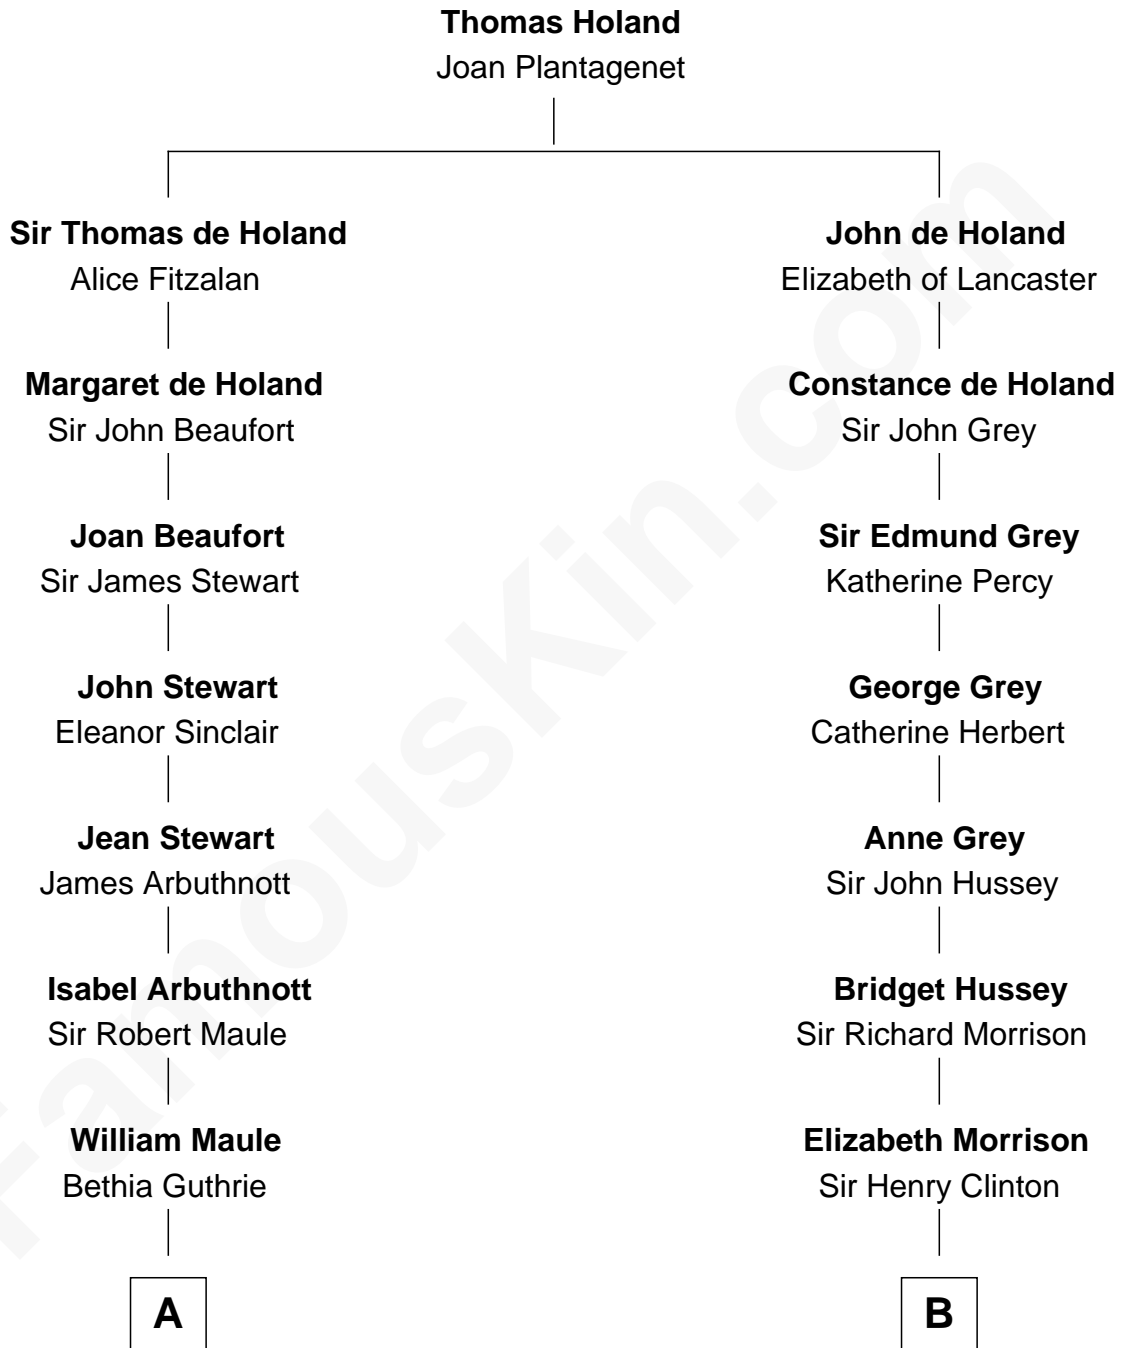 Thomas Holand
Joan Plantagenet
Sir Thomas de Holand
Alice Fitzalan
John de Holand
Elizabeth of Lancaster
Margaret de Holand
Sir John Beaufort
Constance de Holand
Sir John Grey
Joan Beaufort
Sir James Stewart
Sir Edmund Grey
Katherine Percy
John Stewart
Eleanor Sinclair
George Grey
Catherine Herbert
Jean Stewart
James Arbuthnott
Anne Grey
Sir John Hussey
Isabel Arbuthnott
Sir Robert Maule
Bridget Hussey
Sir Richard Morrison
William Maule
Bethia Guthrie
Elizabeth Morrison
Sir Henry Clinton
A
B
FamousKin.com